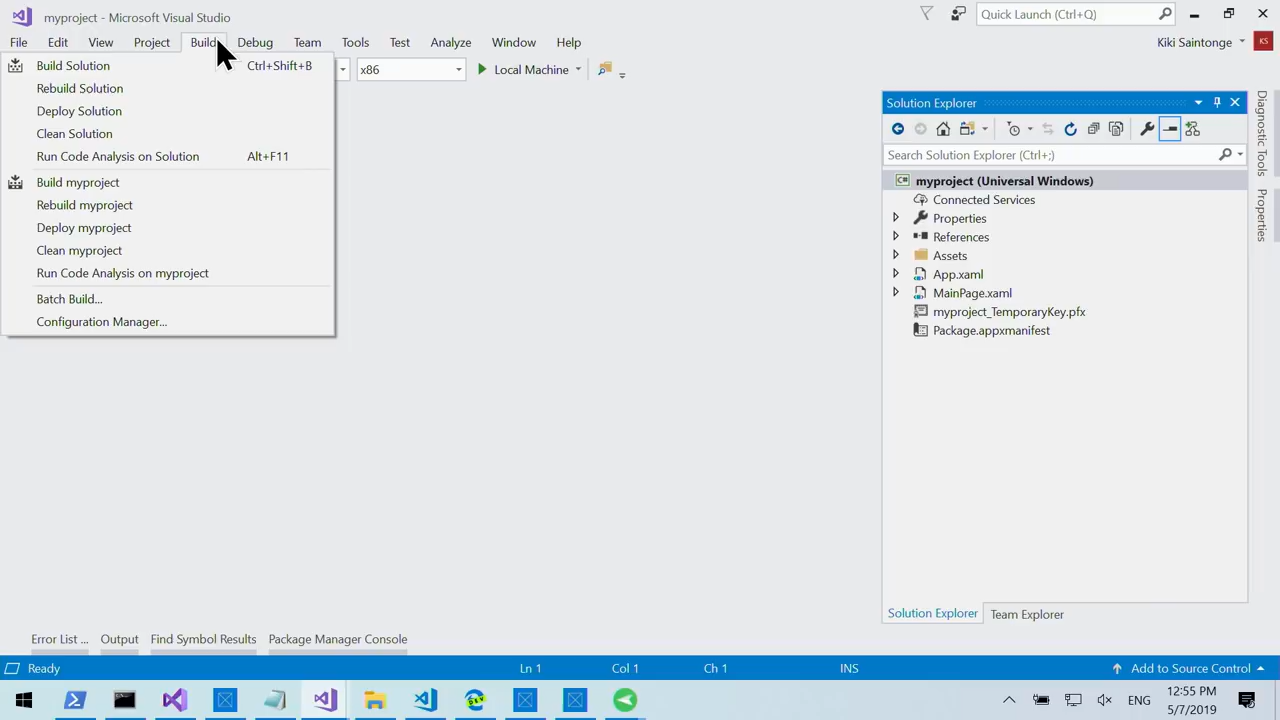 myproject - Microsoft Visual Studio
Quick Launch (Ctrl+Q)
File Edit View Project Build Debug Team Tools Test Analyze Window Help
Kiki Saintonge KS
x86 Local Machine
Build Solution Ctrl+Shift+B
Rebuild Solution
Deploy Solution
Clean Solution
Run Code Analysis on Solution Alt+F11
Build myproject
Rebuild myproject
Deploy myproject
Clean myproject
Run Code Analysis on myproject
Batch Build...
Configuration Manager...
Solution Explorer
Search Solution Explorer (Ctrl+;)
C# myproject (Universal Windows)
Connected Services
Properties
References
Assets
App.xaml
MainPage.xaml
myproject_TemporaryKey.pfx
Package.appxmanifest
Solution Explorer Team Explorer
Diagnostic Tools
Properties
Error List ... Output Find Symbol Results Package Manager Console
Ready Ln 1 Col 1 Ch 1 INS Add to Source Control
DEV
ENG
12:55 PM
5/7/2019